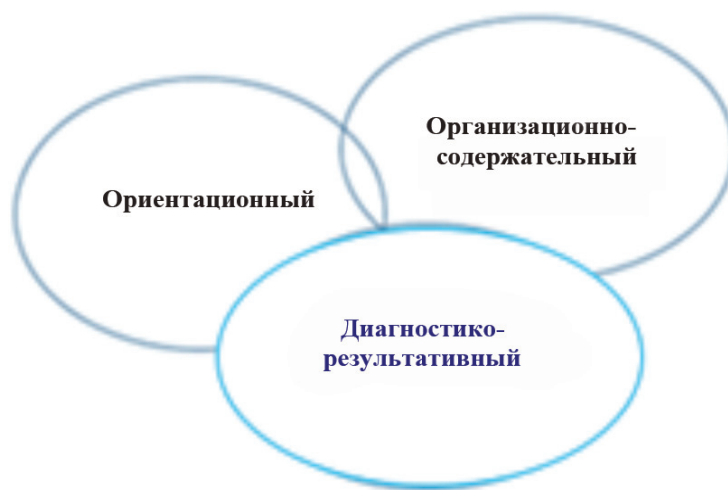 Организационно-
содержательный
Ориентационный
Диагностико-
результативный